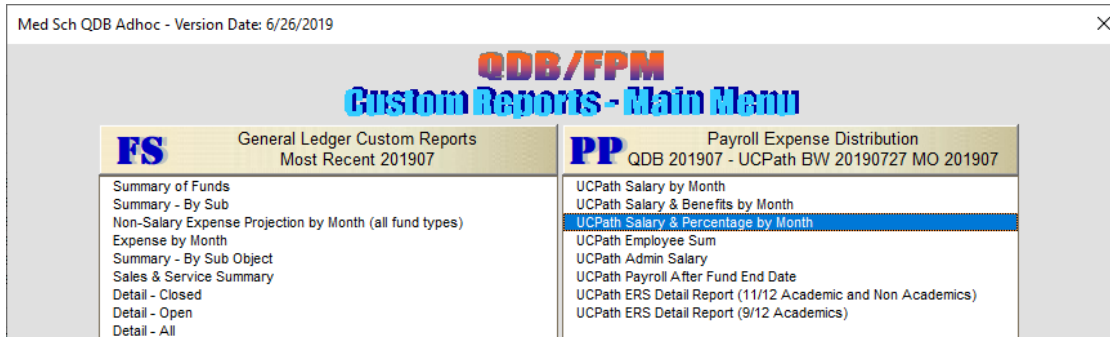 Med Sch QDB Adhoc - Version Date: 6/26/2019
QDB/FPM
Custom Reports - Main Menu
FS
General Ledger Custom Reports
Most Recent 201907
Summary of Funds
Summary - By Sub
Non-Salary Expense Projection by Month (all fund types)
Expense by Month
Summary - By Sub Object
Sales & Service Summary
Detail - Closed
Detail - Open
Detail - All
PP
Payroll Expense Distribution
QDB 201907 - UCPath BW 20190727 MO 201907
UCPath Salary by Month
UCPath Salary & Benefits by Month
UCPath Salary & Percentage by Month
UCPath Employee Sum
UCPath Admin Salary
UCPath Payroll After Fund End Date
UCPath ERS Detail Report (11/12 Academic and Non Academics)
UCPath ERS Detail Report (9/12 Academics)